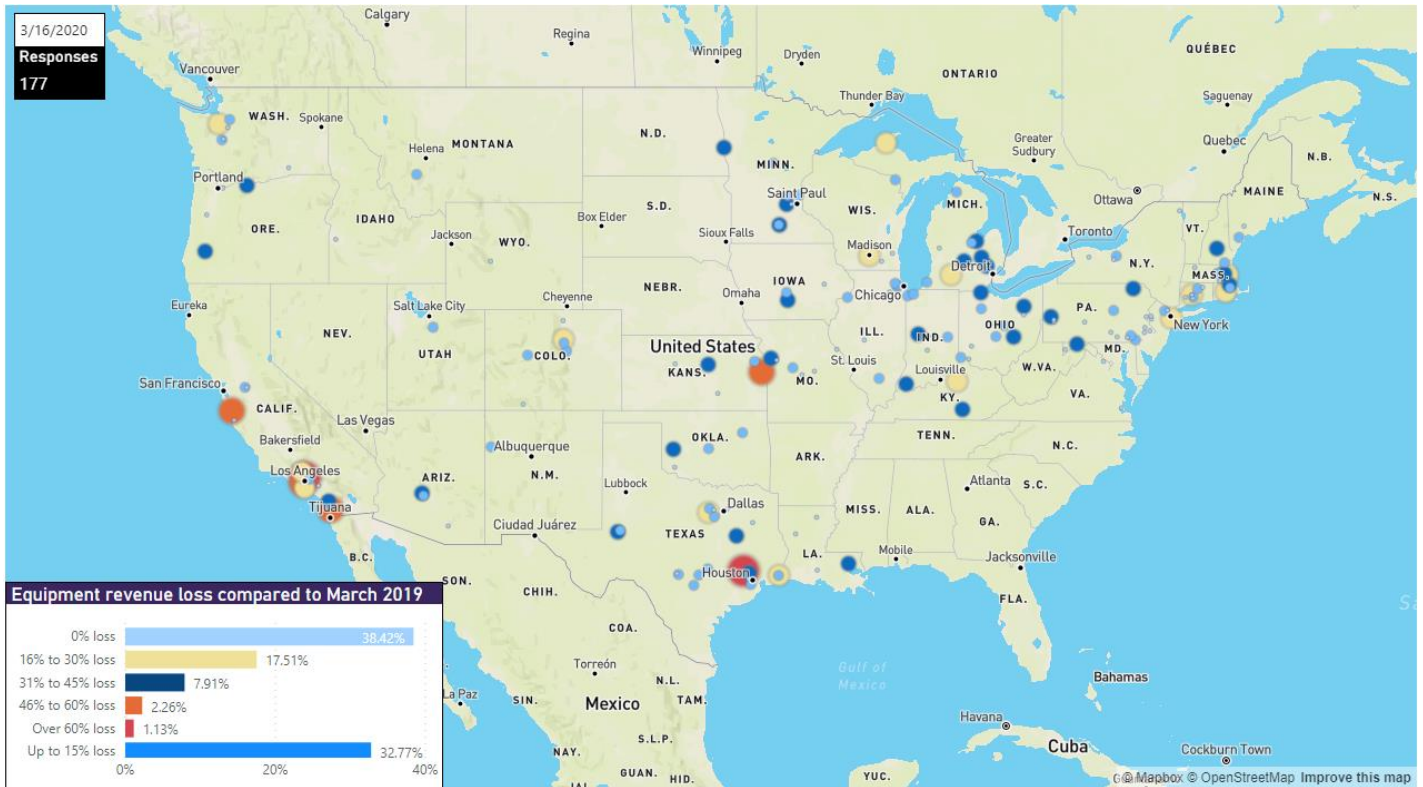 3/16/2020
Responses
177
Calgary
Regina
Winnipeg
Dryden
QUÉBEC
ONTARIO
Vancouver
Thunder Bay
Saguenay
WASH.
Spokane
N.D.
Greater
Sudbury
Quebec
N.B.
Helena
MONTANA
MINN.
Portland
Saint Paul
Ottawa
MAINE
N.S.
S.D.
WIS.
MICH.
ORE.
IDAHO
Box Elder
Jackson
WYO.
Sioux Falls
Madison
Toronto
VT.
N.Y.
Detroit
MASS.
IOWA
Eureka
Salt Lake City
Cheyenne
NEBR.
Omaha
Chicago
PA.
New York
NEV.
UTAH
COLO.
United States
ILL.
IND.
OHIO
MD.
St. Louis
San Francisco
KANS.
MO.
Louisville
W.VA.
CALIF.
KY.
VA.
Las Vegas
Bakersfield
Albuquerque
OKLA.
TENN.
N.C.
Los Angeles
ARIZ.
N.M.
ARK.
Lubbock
Atlanta
S.C.
Tijuana
Dallas
MISS.
ALA.
GA.
Ciudad Juárez
TEXAS
B.C.
LA.
Mobile
Jacksonville
SON.
CHIH.
Houston
FLA.
Equipment revenue loss compared to March 2019
0% loss
38.42%
16% to 30% loss
17.51%
31% to 45% loss
7.91%
46% to 60% loss
2.26%
Over 60% loss
1.13%
Up to 15% loss
32.77%
0%
20%
40%
COA.
Torreón
Gulf of
Mexico
La Paz
N.L.
Bahamas
SIN.
Mexico
TAM.
Havana
S.L.P.
Cuba
Cockburn Town
NAY.
GUAN.
HID.
YUC.
© Mapbox © OpenStreetMap Improve this map